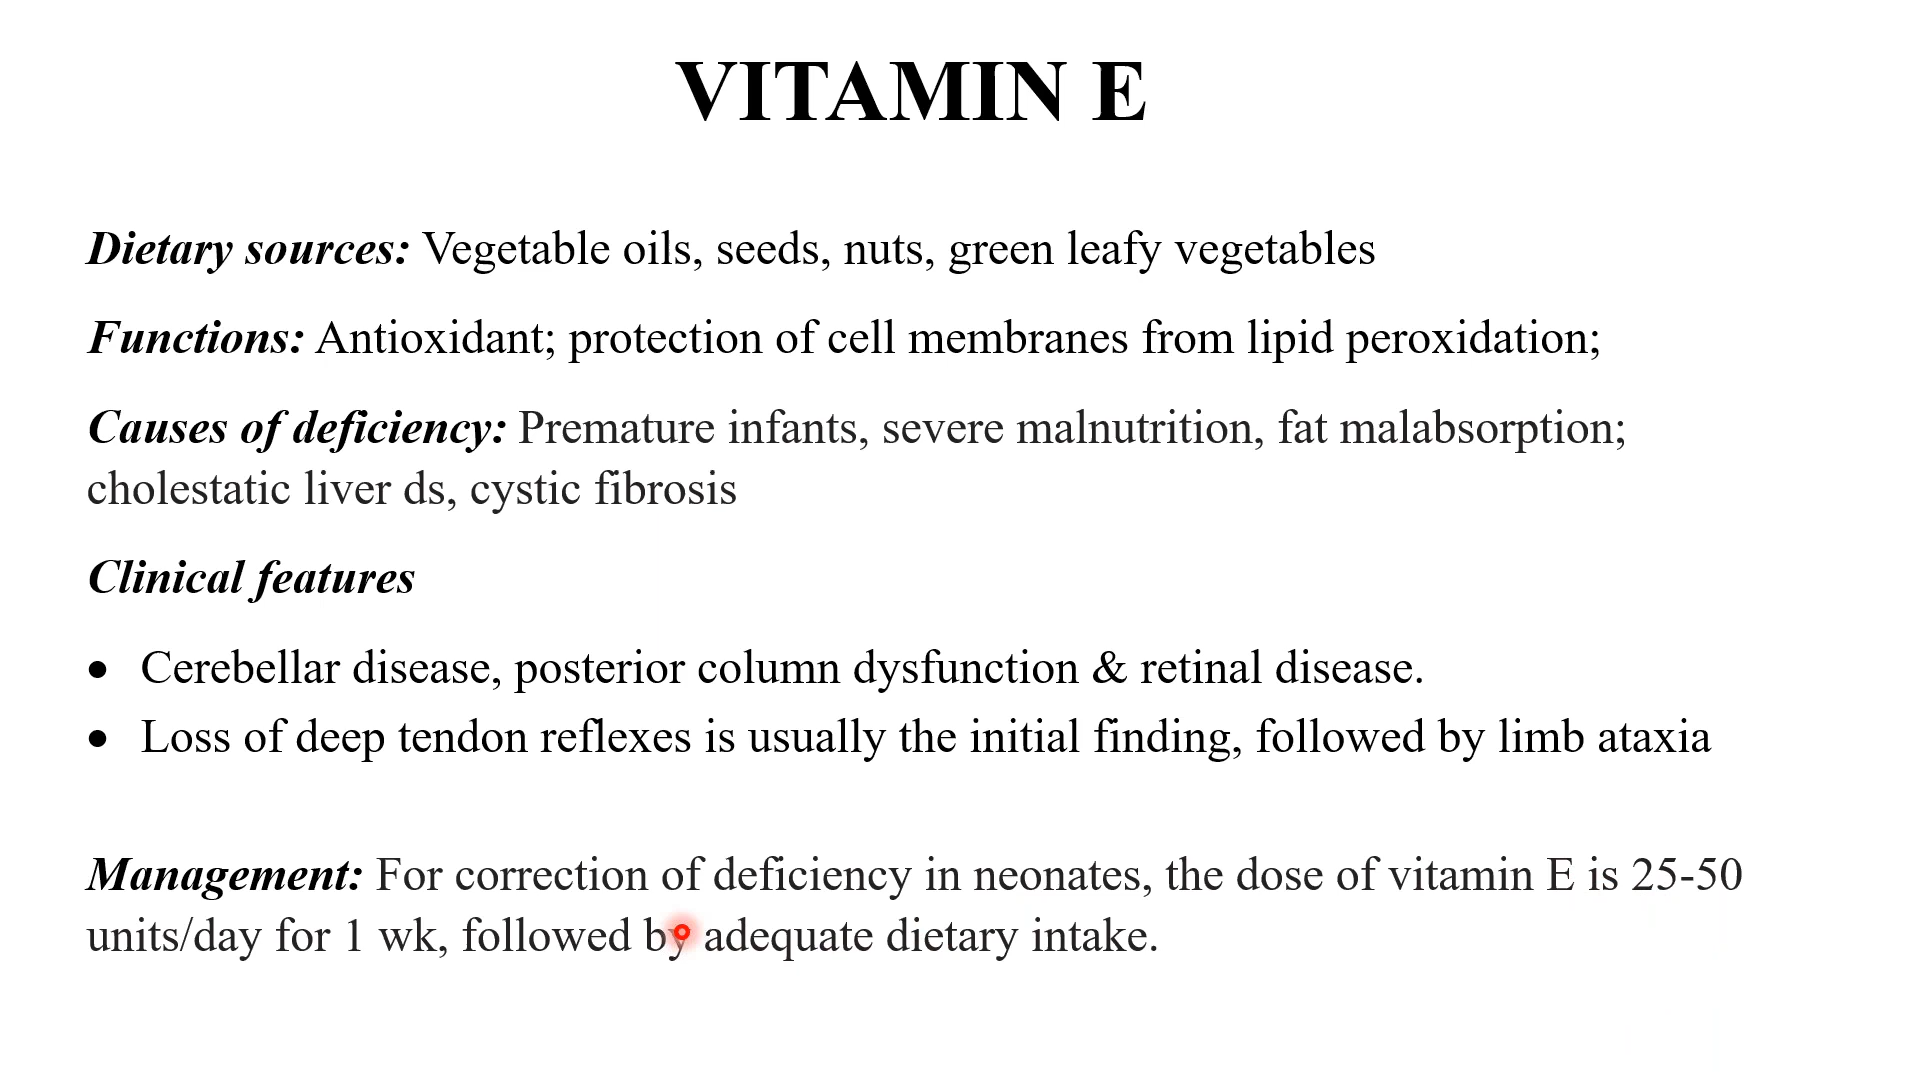 VITAMIN E
Dietary sources: Vegetable oils, seeds, nuts, green leafy vegetables
Functions: Antioxidant; protection of cell membranes from lipid peroxidation;
Causes of deficiency: Premature infants, severe malnutrition, fat malabsorption;
cholestatic liver ds, cystic fibrosis
Clinical features
• Cerebellar disease, posterior column dysfunction & retinal disease.
• Loss of deep tendon reflexes is usually the initial finding, followed by limb ataxia
Management: For correction of deficiency in neonates, the dose of vitamin E is 25-50
units/day for 1 wk, followed by adequate dietary intake.